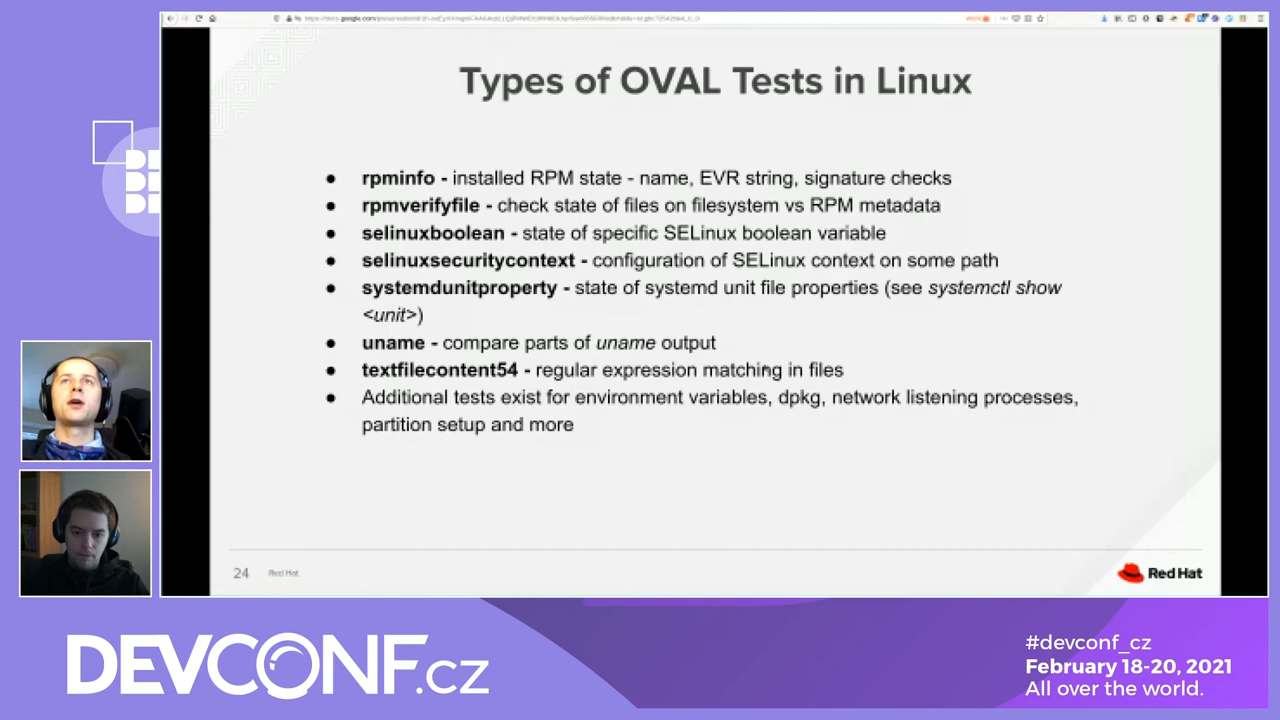 Types of OVAL Tests in Linux
● rpminfo - installed RPM state - name, EVR string, signature checks
● rpmverifyfile - check state of files on filesystem vs RPM metadata
● selinuxboolean - state of specific SELinux boolean variable
● selinuxsecuritycontext - configuration of SELinux context on some path
● systemdunitproperty - state of systemd unit file properties (see systemctl show
<unit>)
● uname - compare parts of uname output
● textfilecontent54 - regular expression matching in files
● Additional tests exist for environment variables, dpkg, network listening processes,
partition setup and more
24 Red Hat
Red Hat
DEVCONF.cz
#devconf_cz
February 18-20, 2021
All over the world.